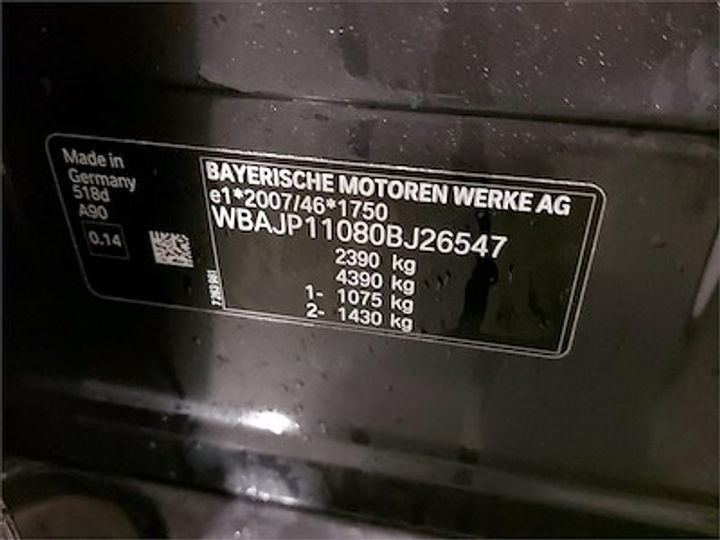 Made in
Germany
518d
A90
0.14
BAYERISCHE MOTOREN WERKE AG
e1*2007/46*1750
WBAJP11080BJ26547
2390 kg
4390 kg
1- 1075 kg
2- 1430 kg